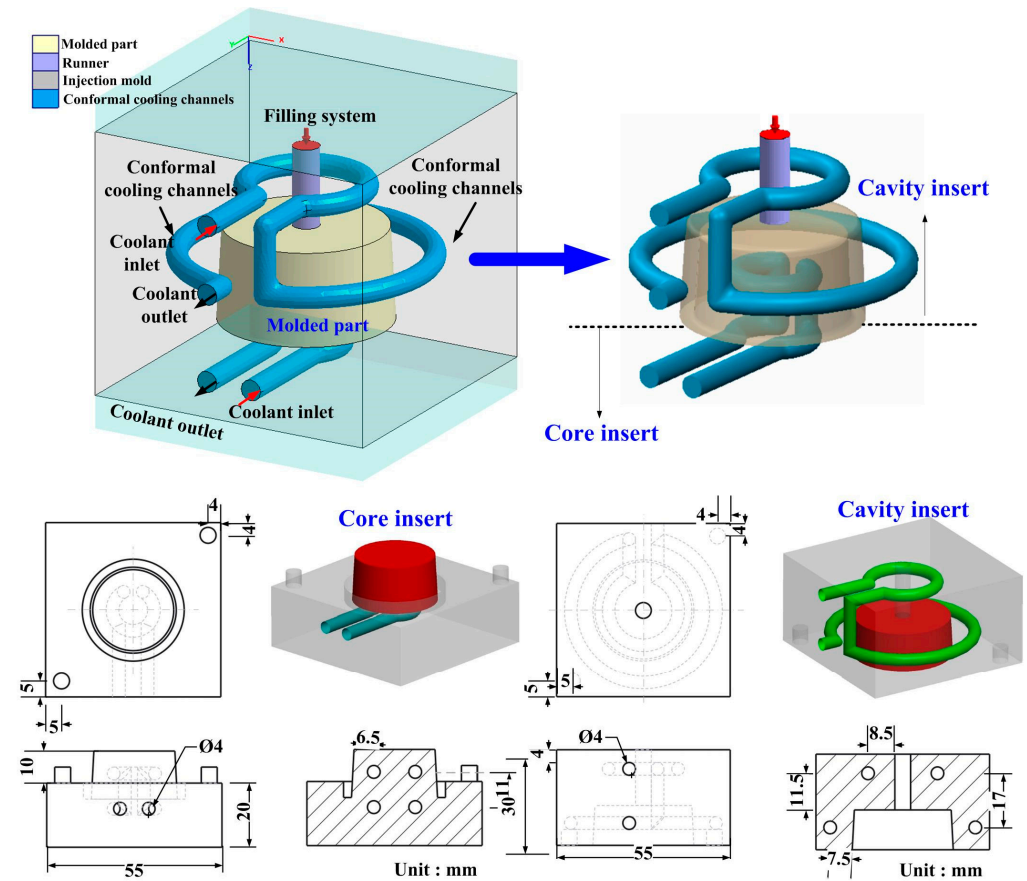 Y
X
Z
Molded part
Runner
Injection mold
Conformal cooling channels
Filling system
Conformal
cooling channels
Conformal
cooling channels
Coolant
inlet
Coolant
outlet
Molded part
Coolant inlet
Coolant outlet
Cavity insert
Core insert
4
4
5
5
Core insert
4
4
5
5
Cavity insert
10
Ø4
20
55
6.5
11
30
Unit : mm
4
Ø4
55
8.5
11.5
17
7.5
Unit : mm